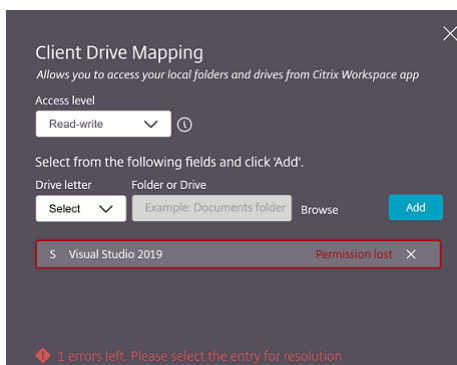 Client Drive Mapping
Allows you to access your local folders and drives from Citrix Workspace app
Access level
Read-write
Select from the following fields and click 'Add'.
Drive letter Folder or Drive
Select Example: Documents folder Browse Add
S Visual Studio 2019 Permission lost
1 errors left. Please select the entry for resolution